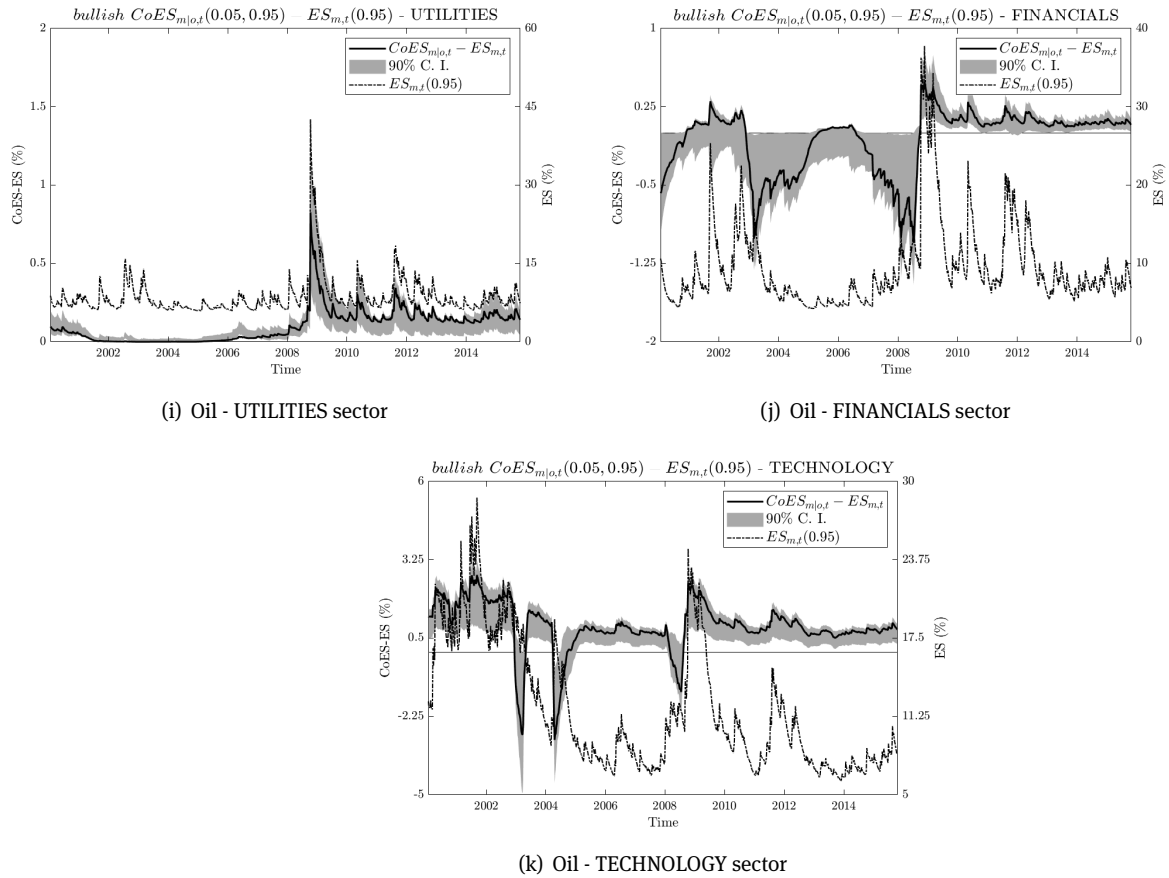 bullish CoES_{m|o,t}(0.05, 0.95) − ES_{m,t}(0.95) - UTILITIES
2
1.5
1
0.5
0
CoES-ES (%)
60
45
30
15
0
ES (%)
CoES_{m|o,t} − ES_{m,t}
90% C. I.
ES_{m,t}(0.95)
2002 2004 2006 2008 2010 2012 2014
Time
(i) Oil - UTILITIES sector
bullish CoES_{m|o,t}(0.05, 0.95) − ES_{m,t}(0.95) - FINANCIALS
1
0.25
-0.5
-1.25
-2
CoES-ES (%)
40
30
20
10
0
ES (%)
CoES_{m|o,t} − ES_{m,t}
90% C. I.
ES_{m,t}(0.95)
2002 2004 2006 2008 2010 2012 2014
Time
(j) Oil - FINANCIALS sector
bullish CoES_{m|o,t}(0.05, 0.95) − ES_{m,t}(0.95) - TECHNOLOGY
6
3.25
0.5
-2.25
-5
CoES-ES (%)
30
23.75
17.5
11.25
5
ES (%)
CoES_{m|o,t} − ES_{m,t}
90% C. I.
ES_{m,t}(0.95)
2002 2004 2006 2008 2010 2012 2014
Time
(k) Oil - TECHNOLOGY sector